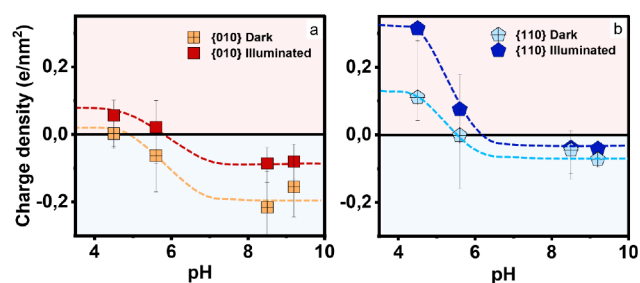 a
{010} Dark
{010} Illuminated
b
{110} Dark
{110} Illuminated
Charge density (e/nm²)
0,2
0,0
-0,2
4 6 8 10
pH
0,2
0,0
-0,2
4 6 8 10
pH